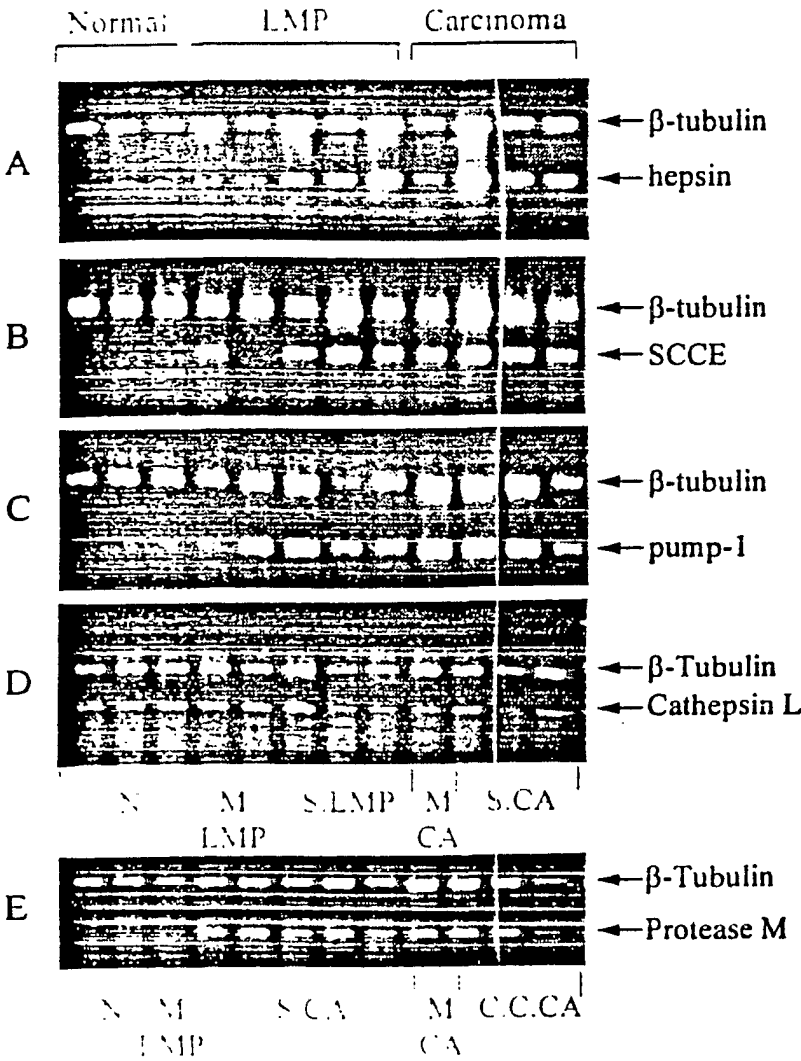 Normal LMP Carcinoma
β-tubulin
A
hepsin
β-tubulin
B
SCCE
β-tubulin
C
pump-1
β-Tubulin
D
Cathepsin L
N M S.LMP M S.CA
LMP CA
β-Tubulin
E
Protease M
N M S.CA M C.C.CA
LMP CA